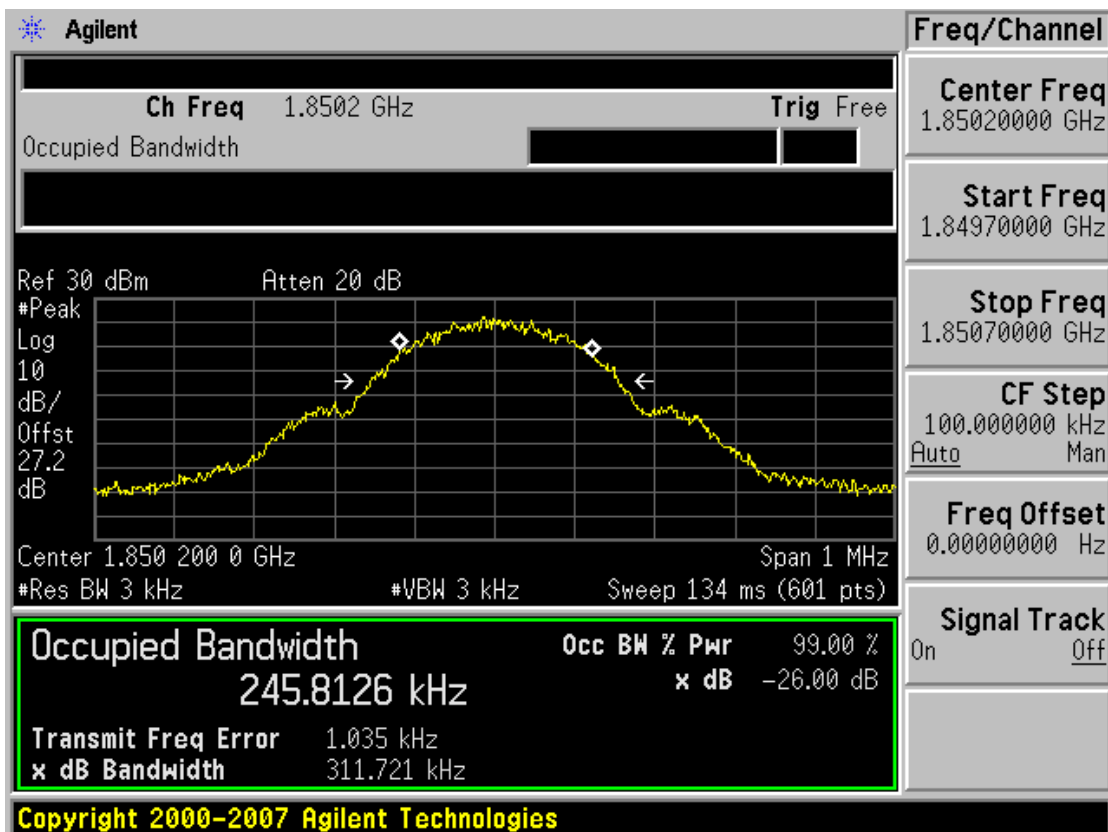 Agilent
Freq/Channel
Ch Freq 1.8502 GHz Trig Free
Occupied Bandwidth
Center Freq
1.85020000 GHz
Start Freq
1.84970000 GHz
Stop Freq
1.85070000 GHz
CF Step
100.000000 kHz
Auto Man
Freq Offset
0.00000000 Hz
Signal Track
On Off
Ref 30 dBm Atten 20 dB
#Peak
Log
10
dB/
Offst
27.2
dB
Center 1.850 200 0 GHz Span 1 MHz
#Res BW 3 kHz #VBW 3 kHz Sweep 134 ms (601 pts)
Occupied Bandwidth
245.8126 kHz
Occ BW % Pwr 99.00 %
x dB -26.00 dB
Transmit Freq Error 1.035 kHz
x dB Bandwidth 311.721 kHz
Copyright 2000-2007 Agilent Technologies